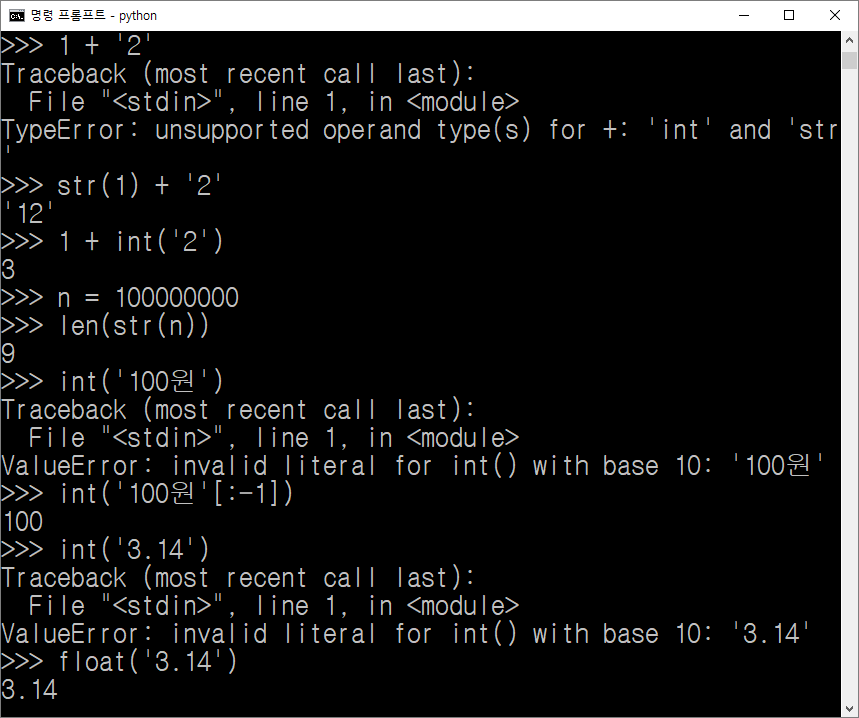 명령 프롬프트 - python
>>> 1 + '2'
Traceback (most recent call last):
  File "<stdin>", line 1, in <module>
TypeError: unsupported operand type(s) for +: 'int' and 'str
'
>>> str(1) + '2'
'12'
>>> 1 + int('2')
3
>>> n = 100000000
>>> len(str(n))
9
>>> int('100원')
Traceback (most recent call last):
  File "<stdin>", line 1, in <module>
ValueError: invalid literal for int() with base 10: '100원'
>>> int('100원'[:-1])
100
>>> int('3.14')
Traceback (most recent call last):
  File "<stdin>", line 1, in <module>
ValueError: invalid literal for int() with base 10: '3.14'
>>> float('3.14')
3.14